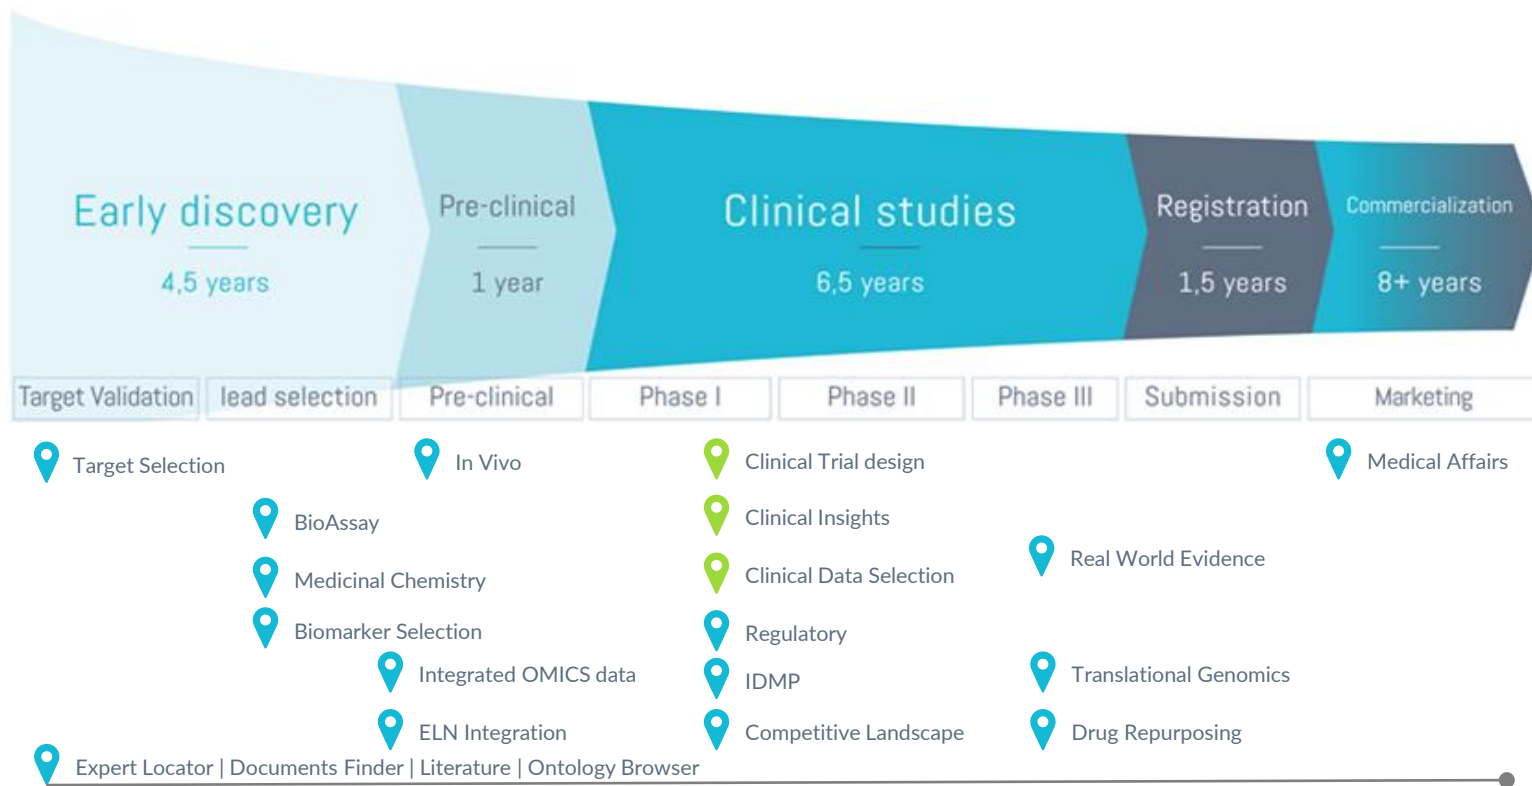 Early discovery
4,5 years
Pre-clinical
1 year
Clinical studies
6,5 years
Registration
1,5 years
Commercialization
8+ years
Target Validation
lead selection
Pre-clinical
Phase I
Phase II
Phase III
Submission
Marketing
Target Selection
BioAssay
Medicinal Chemistry
Biomarker Selection
In Vivo
Integrated OMICS data
ELN Integration
Clinical Trial design
Clinical Insights
Clinical Data Selection
Regulatory
IDMP
Competitive Landscape
Real World Evidence
Translational Genomics
Drug Repurposing
Medical Affairs
Expert Locator | Documents Finder | Literature | Ontology Browser